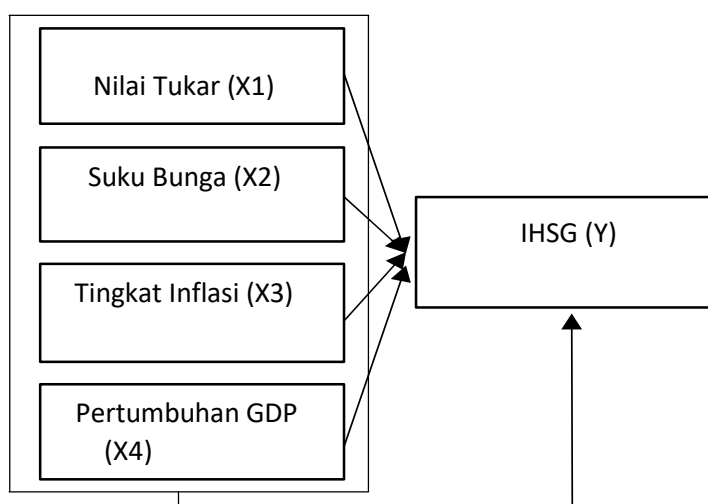 Nilai Tukar (X1)
Suku Bunga (X2)
IHSG (Y)
Tingkat Inflasi (X3)
Pertumbuhan GDP
(X4)